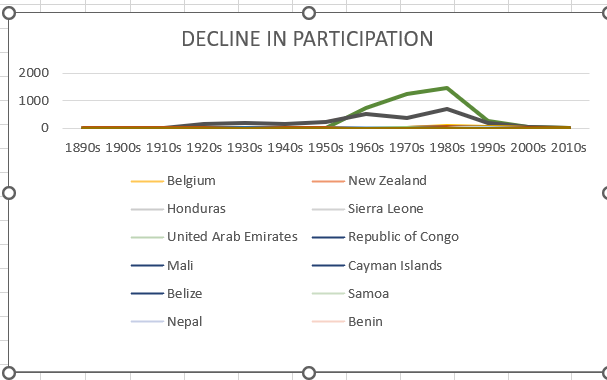 DECLINE IN PARTICIPATION
2000
1000
0
1890s 1900s 1910s 1920s 1930s 1940s 1950s 1960s 1970s 1980s 1990s 2000s 2010s
Belgium New Zealand
Honduras Sierra Leone
United Arab Emirates Republic of Congo
Mali Cayman Islands
Belize Samoa
Nepal Benin